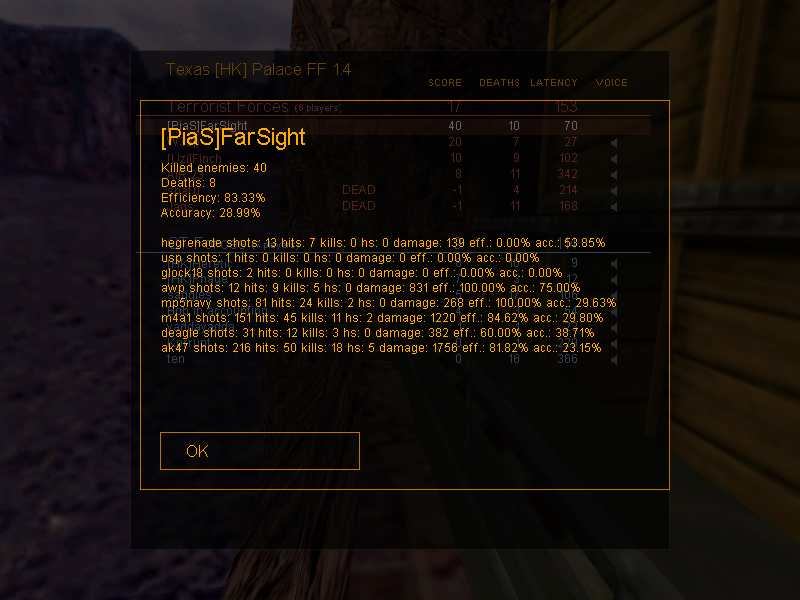 Texas [HK] Palace FF 1.4
SCORE DEATHS LATENCY VOICE
Terrorist Forces (6 players) 17 153
[PiaS]FarSight 40 10 70
[PiaS]FarSight
20 7 27
[Uzi]Finch 10 9 102
Killed enemies: 40
8 11 342
Deaths: 8
DEAD -1 4 214
Efficiency: 83.33%
DEAD -1 11 168
Accuracy: 28.99%
hegrenade shots: 13 hits: 7 kills: 0 hs: 0 damage: 139 eff.: 0.00% acc.: 53.85%
usp shots: 1 hits: 0 kills: 0 hs: 0 damage: 0 eff.: 0.00% acc.: 0.00%
glock18 shots: 2 hits: 0 kills: 0 hs: 0 damage: 0 eff.: 0.00% acc.: 0.00%
awp shots: 12 hits: 9 kills: 5 hs: 0 damage: 831 eff.: 100.00% acc.: 75.00%
mp5navy shots: 81 hits: 24 kills: 2 hs: 0 damage: 268 eff.: 100.00% acc.: 29.63%
m4a1 shots: 151 hits: 45 kills: 11 hs: 2 damage: 1220 eff.: 84.62% acc.: 29.80%
deagle shots: 31 hits: 12 kills: 3 hs: 0 damage: 382 eff.: 60.00% acc.: 38.71%
ak47 shots: 216 hits: 50 kills: 18 hs: 5 damage: 1756 eff.: 81.82% acc.: 23.15%
ten 0 16 386
OK